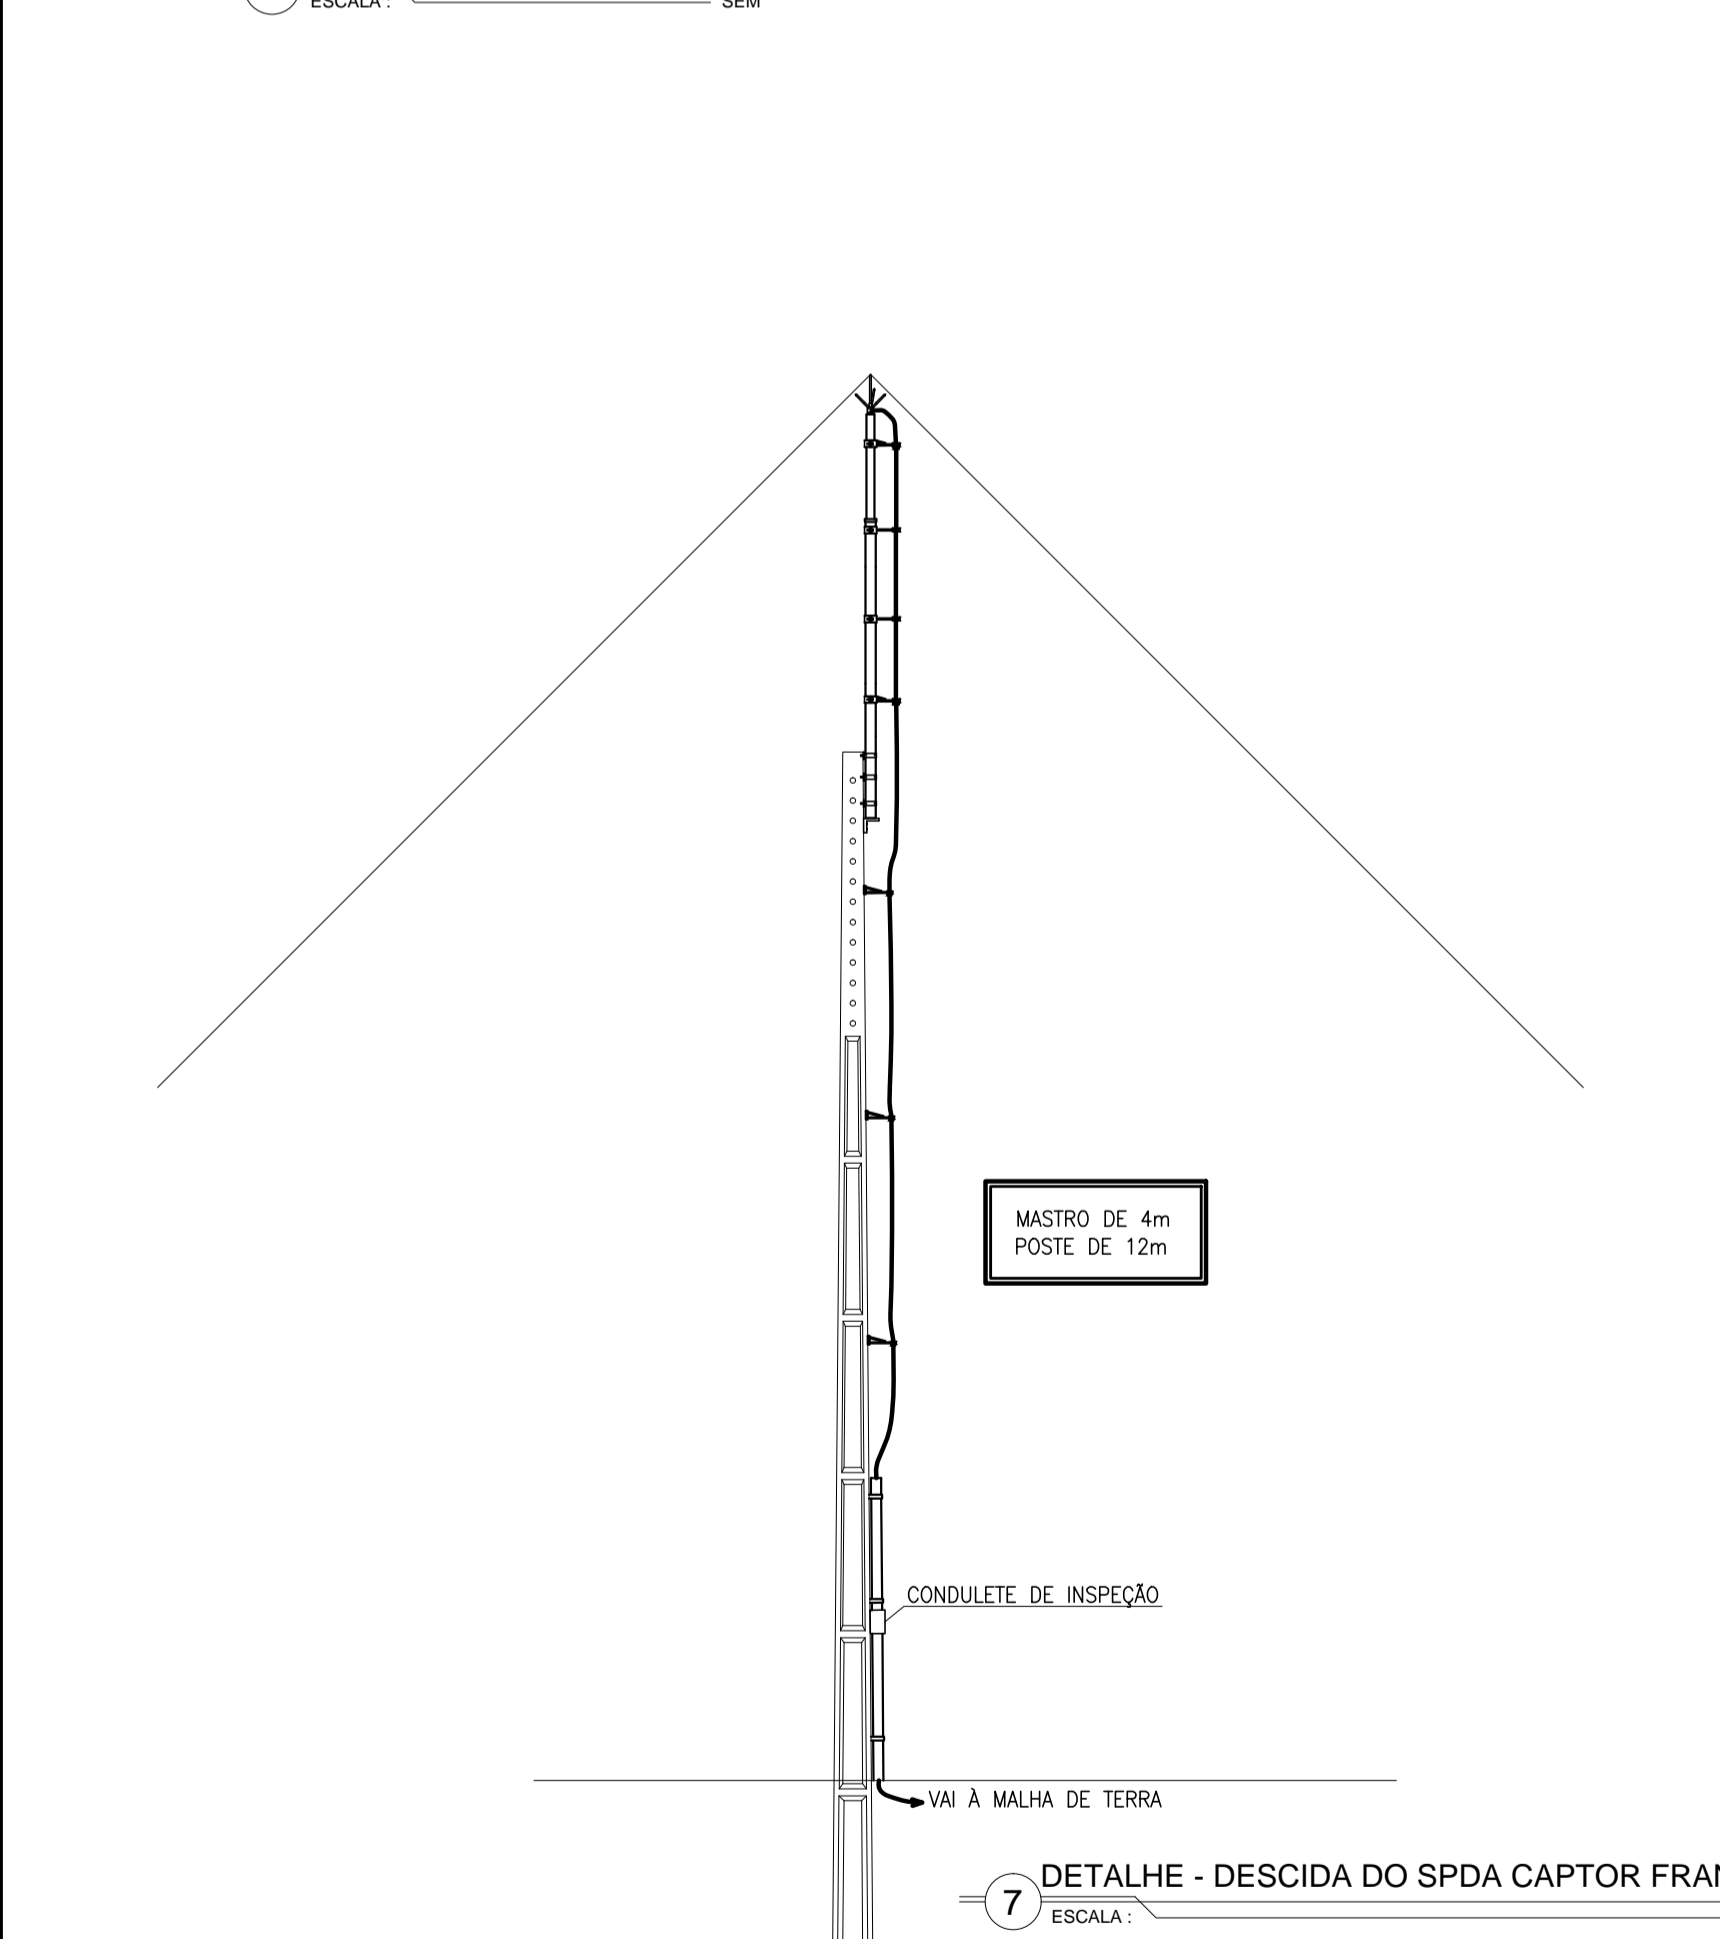 ESCALA :
SEM
MASTRO DE 4m
POSTE DE 12m
CONDULETE DE INSPEÇÃO
VAI À MALHA DE TERRA
7
DETALHE - DESCIDA DO SPDA CAPTOR
ESCALA :